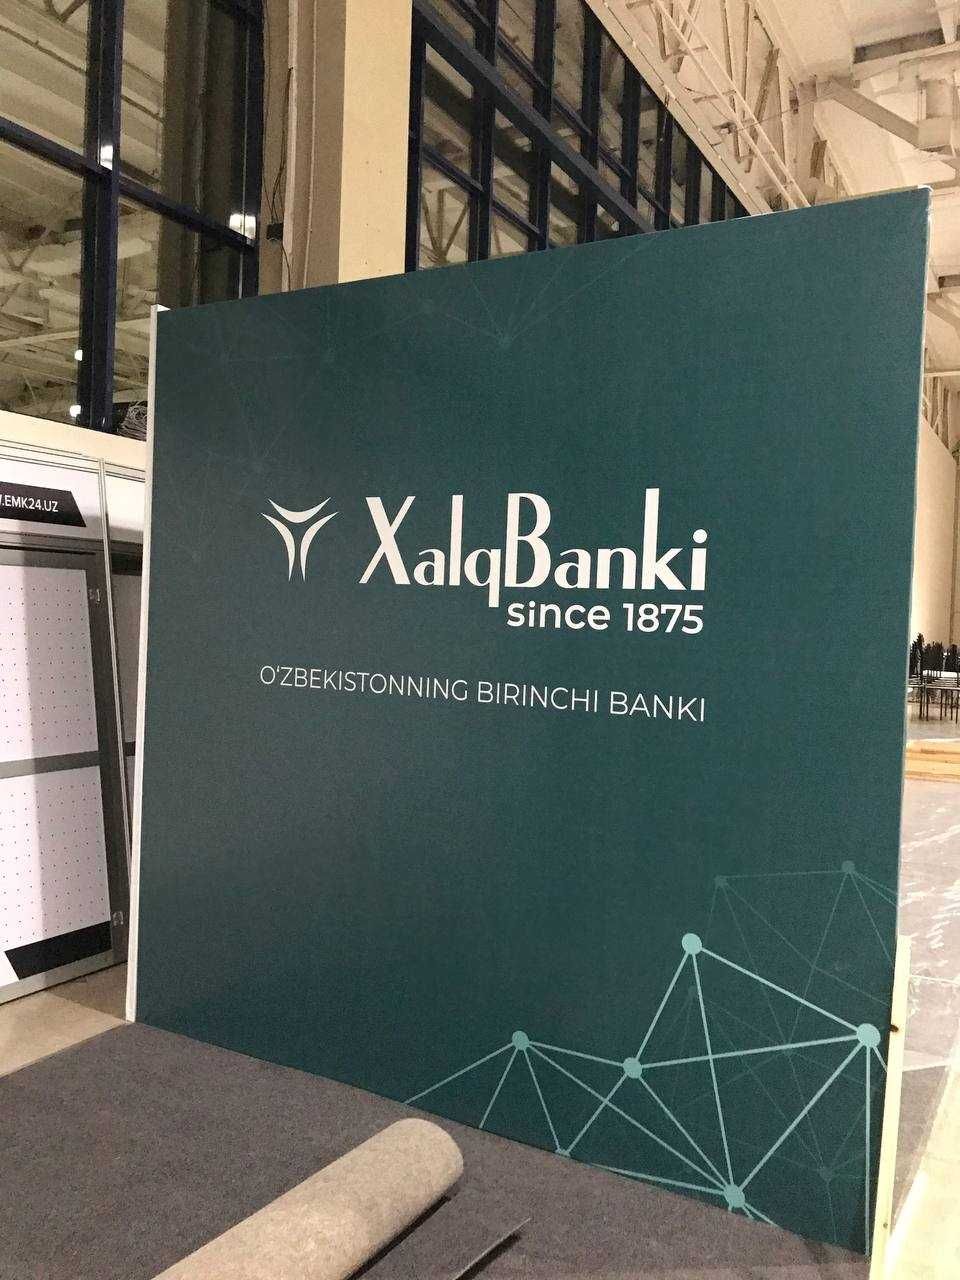 .EMK24.UZ
XalqBanki
since 1875
O‘ZBEKISTONNING BIRINCHI BANKI